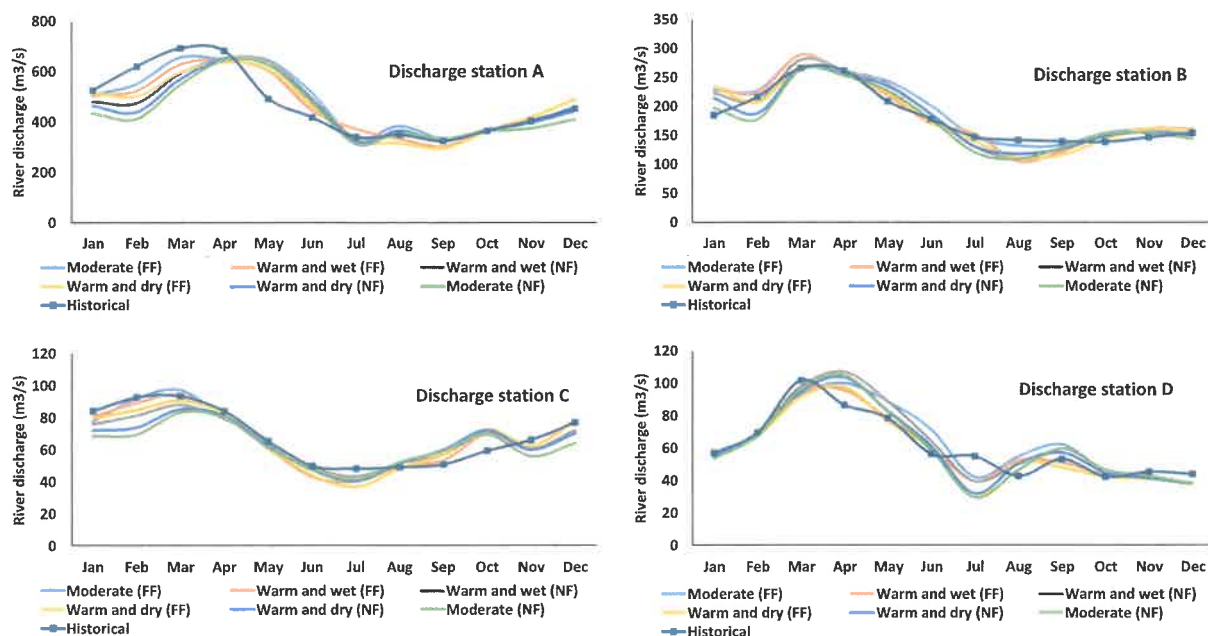 800
600
400
200
0
River discharge (m3/s)
Discharge station A
Jan Feb Mar Apr May Jun Jul Aug Sep Oct Nov Dec
Moderate (FF) Warm and wet (FF) Warm and wet (NF)
Warm and dry (FF) Warm and dry (NF) Moderate (NF)
Historical
350
300
250
200
150
100
50
0
River discharge (m3/s)
Discharge station B
Jan Feb Mar Apr May Jun Jul Aug Sep Oct Nov Dec
Moderate (FF) Warm and wet (FF) Warm and wet (NF)
Warm and dry (FF) Warm and dry (NF) Moderate (NF)
Historical
120
100
80
60
40
20
0
River discharge (m3/s)
Discharge station C
Jan Feb Mar Apr May Jun Jul Aug Sep Oct Nov Dec
Moderate (FF) Warm and wet (FF) Warm and wet (NF)
Warm and dry (FF) Warm and dry (NF) Moderate (NF)
Historical
120
100
80
60
40
20
0
River discharge (m3/s)
Discharge station D
Jan Feb Mar Apr May Jun Jul Aug Sep Oct Nov Dec
Moderate (FF) Warm and wet (FF) Warm and wet (NF)
Warm and dry (FF) Warm and dry (NF) Moderate (NF)
Historical